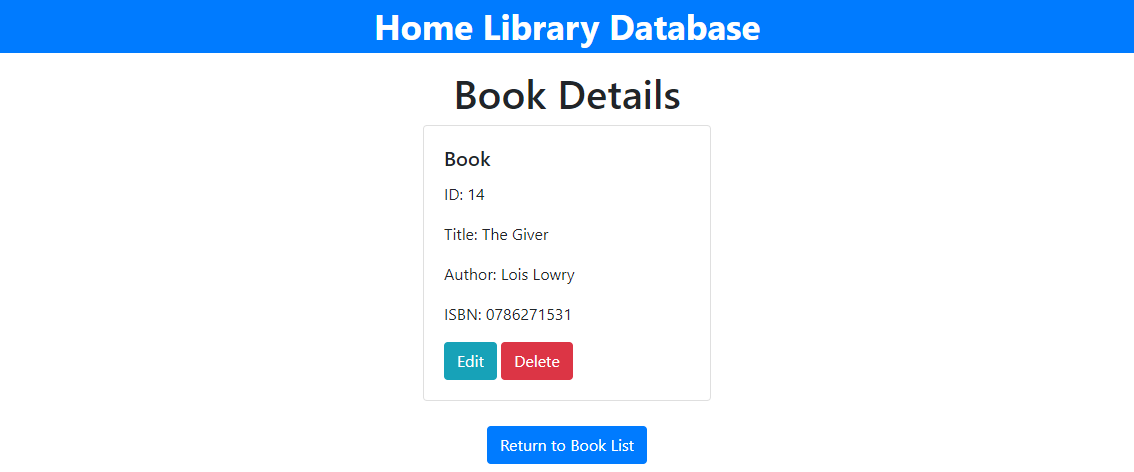 Home Library Database
Book Details
Book
ID: 14
Title: The Giver
Author: Lois Lowry
ISBN: 0786271531
Edit Delete
Return to Book List